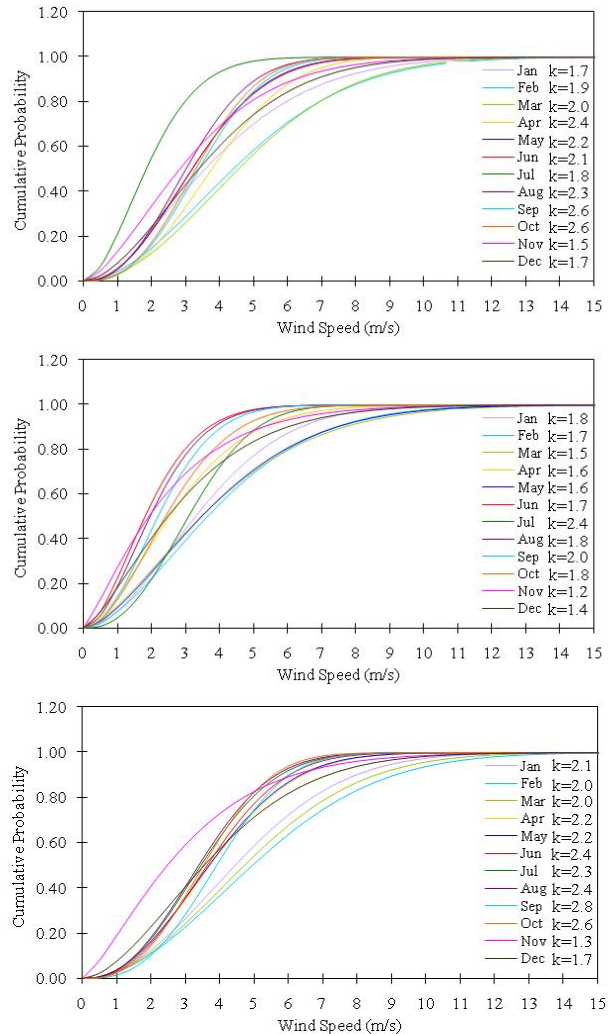 1.20
1.00
0.80
0.60
0.40
0.20
0.00
Cumulative Probability
Jan k=1.7
Feb k=1.9
Mar k=2.0
Apr k=2.4
May k=2.2
Jun k=2.1
Jul k=1.8
Aug k=2.3
Sep k=2.6
Oct k=2.6
Nov k=1.5
Dec k=1.7
0 1 2 3 4 5 6 7 8 9 10 11 12 13 14 15
Wind Speed (m/s)
1.20
1.00
0.80
0.60
0.40
0.20
0.00
Cumulative Probability
Jan k=1.8
Feb k=1.7
Mar k=1.5
Apr k=1.6
May k=1.6
Jun k=1.7
Jul k=2.4
Aug k=1.8
Sep k=2.0
Oct k=1.8
Nov k=1.2
Dec k=1.4
0 1 2 3 4 5 6 7 8 9 10 11 12 13 14 15
Wind Speed (m/s)
1.20
1.00
0.80
0.60
0.40
0.20
0.00
Cumulative Probability
Jan k=2.1
Feb k=2.0
Mar k=2.0
Apr k=2.2
May k=2.2
Jun k=2.4
Jul k=2.3
Aug k=2.4
Sep k=2.8
Oct k=2.6
Nov k=1.3
Dec k=1.7
0 1 2 3 4 5 6 7 8 9 10 11 12 13 14 15
Wind Speed (m/s)